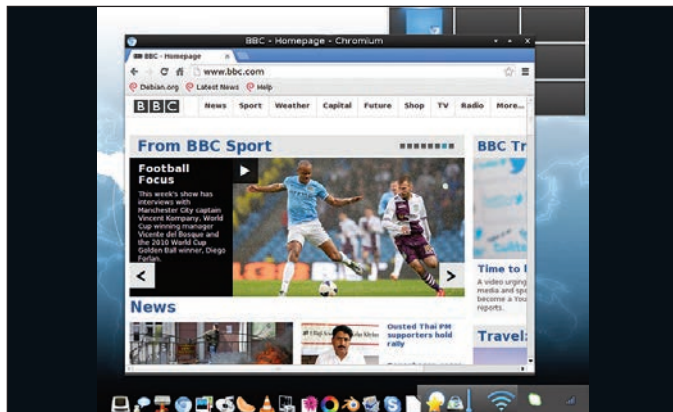 BBC - Homepage - Chromium
BBC - Homepage
www.bbc.com
Debian.org Latest News Help
BBC News Sport Weather Capital Future Shop TV Radio More...
From BBC Sport
BBC Tr
Football
Focus
This week's show has
interviews with
Manchester City captain
Vincent Kompany, World
Cup winning manager
Vicente del Bosque and
the 2010 World Cup
Golden Ball winner, Diego
Forlan.
Time to
A video urging
media and spe
become a You
reports.
News
Ousted Thai PM
supporters hold
rally
Travel: